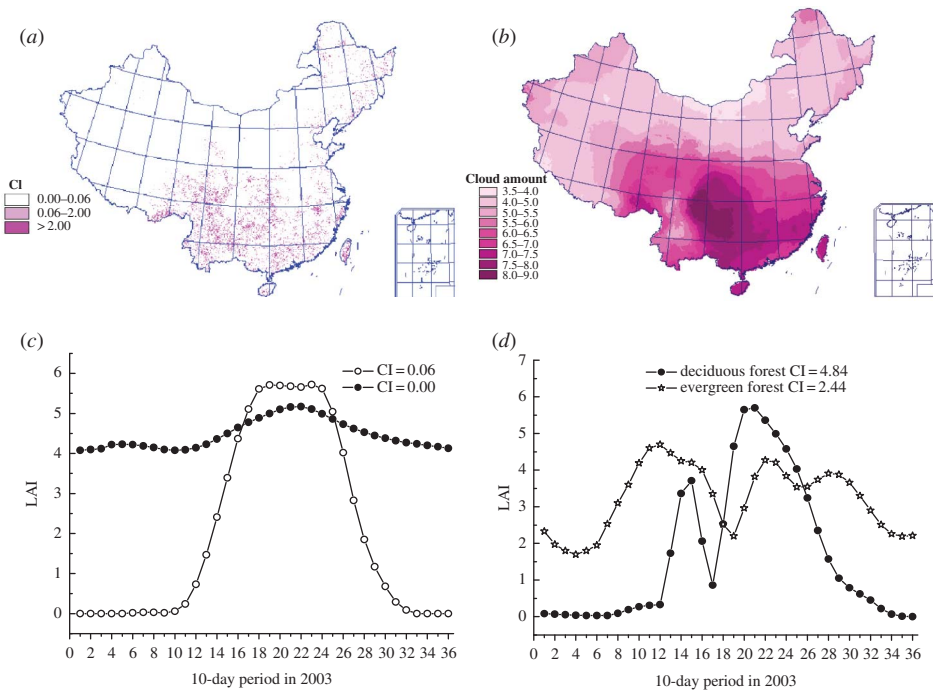 (a)
CI
0.00–0.06
0.06–2.00
> 2.00
(b)
Cloud amount
3.5–4.0
4.0–5.0
5.0–5.5
5.5–6.0
6.0–6.5
6.5–7.0
7.0–7.5
7.5–8.0
8.0–9.0
(c)
CI = 0.06
CI = 0.00
6
5
4
3
2
1
0
LAI
0 2 4 6 8 10 12 14 16 18 20 22 24 26 28 30 32 34 36
10-day period in 2003
(d)
deciduous forest CI = 4.84
evergreen forest CI = 2.44
7
6
5
4
3
2
1
0
LAI
0 2 4 6 8 10 12 14 16 18 20 22 24 26 28 30 32 34 36
10-day period in 2003